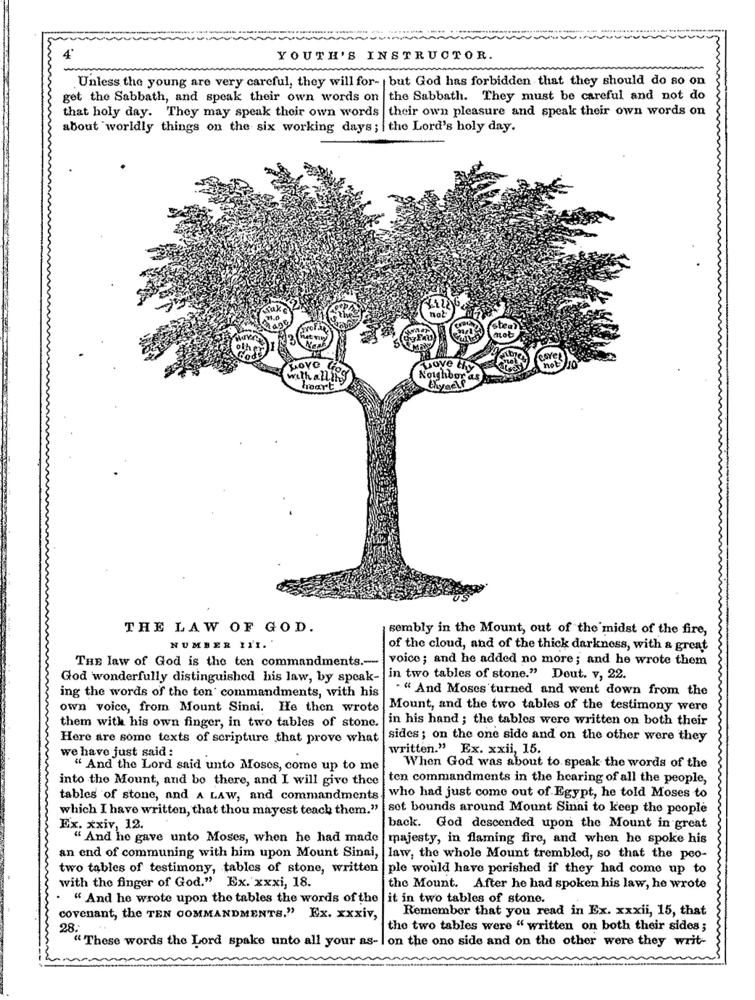 4
YOUTH'S INSTRUCTOR.
Unless the young are very careful, they will for-
get the Sabbath, and speak their own words on
that holy day. They may speak their own words
about worldly things on the six working days;
but God has forbidden that they should do so on
the Sabbath. They must be careful and not do
their own pleasure and speak their own words on
the Lord's holy day.
Have no
other
Gods
1
Make
no
2
3
not my
Name
Keep
the
Love God
with all thy
heart
5
Honor
thy Fath
Kill
not
6
not
steal
not
witness
not
Covet
not
10
Love thy
Neighbor as
thyself
US
THE LAW OF GOD.
NUMBER III.
THE law of God is the ten commandments.—
God wonderfully distinguished his law, by speak-
ing the words of the ten commandments, with his
own voice, from Mount Sinai. He then wrote
them with his own finger, in two tables of stone.
Here are some texts of scripture that prove what
we have just said:
"And the Lord said unto Moses, come up to me
into the Mount, and be there, and I will give thee
tables of stone, and A LAW, and commandments
which I have written, that thou mayest teach them."
Ex. xxiv, 12.
"And he gave unto Moses, when he had made
an end of communing with him upon Mount Sinai,
two tables of testimony, tables of stone, written
with the finger of God." Ex. xxxi, 18.
"And he wrote upon the tables the words of the
covenant, the TEN COMMANDMENTS." Ex. xxxiv,
28.
"These words the Lord spake unto all your as-
sembly in the Mount, out of the midst of the fire,
of the cloud, and of the thick darkness, with a great
voice; and he added no more; and he wrote them
in two tables of stone." Deut. v, 22.
"And Moses turned and went down from the
Mount, and the two tables of the testimony were
in his hand; the tables were written on both their
sides; on the one side and on the other were they
written." Ex. xxii, 15.
When God was about to speak the words of the
ten commandments in the hearing of all the people,
who had just come out of Egypt, he told Moses to
set bounds around Mount Sinai to keep the people
back. God descended upon the Mount in great
majesty, in flaming fire, and when he spoke his
law, the whole Mount trembled, so that the peo-
ple would have perished if they had come up to
the Mount. After he had spoken his law, he wrote
it in two tables of stone.
Remember that you read in Ex. xxxii, 15, that
the two tables were "written on both their sides;
on the one side and on the other were they writ-